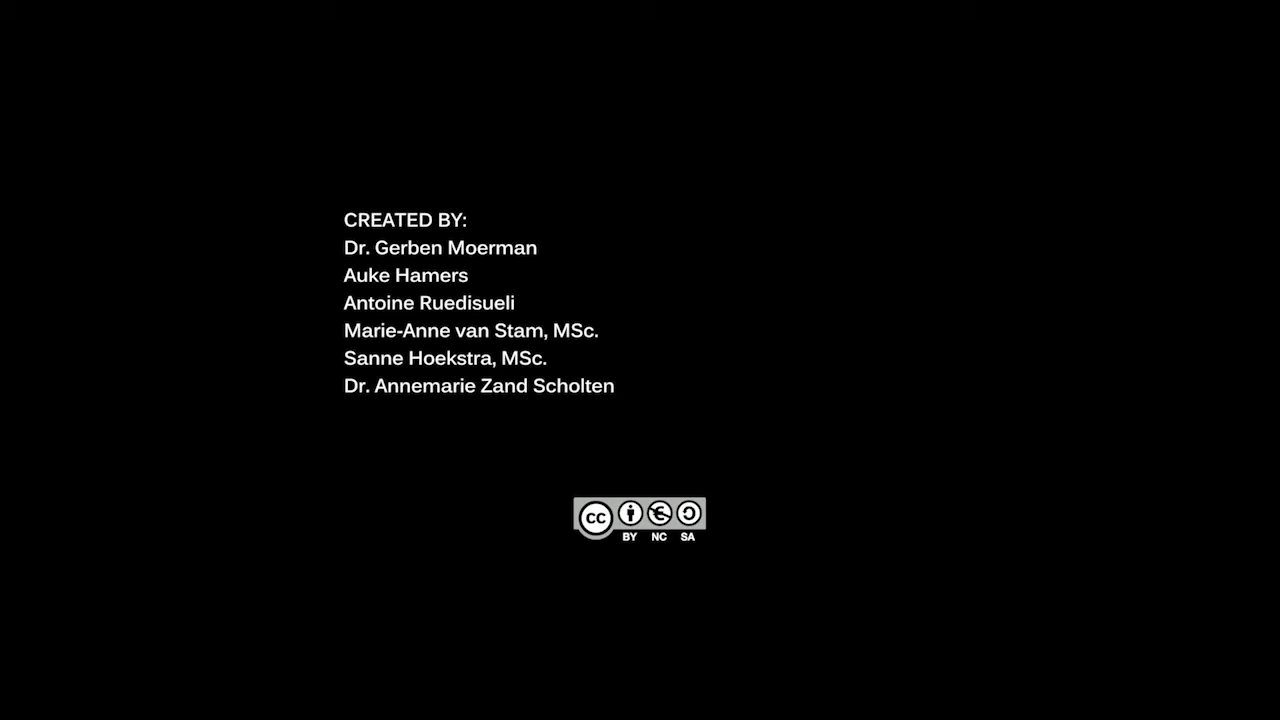 CREATED BY:
Dr. Gerben Moerman
Auke Hamers
Antoine Ruedisueli
Marie-Anne van Stam, MSc.
Sanne Hoekstra, MSc.
Dr. Annemarie Zand Scholten
CC
BY NC SA